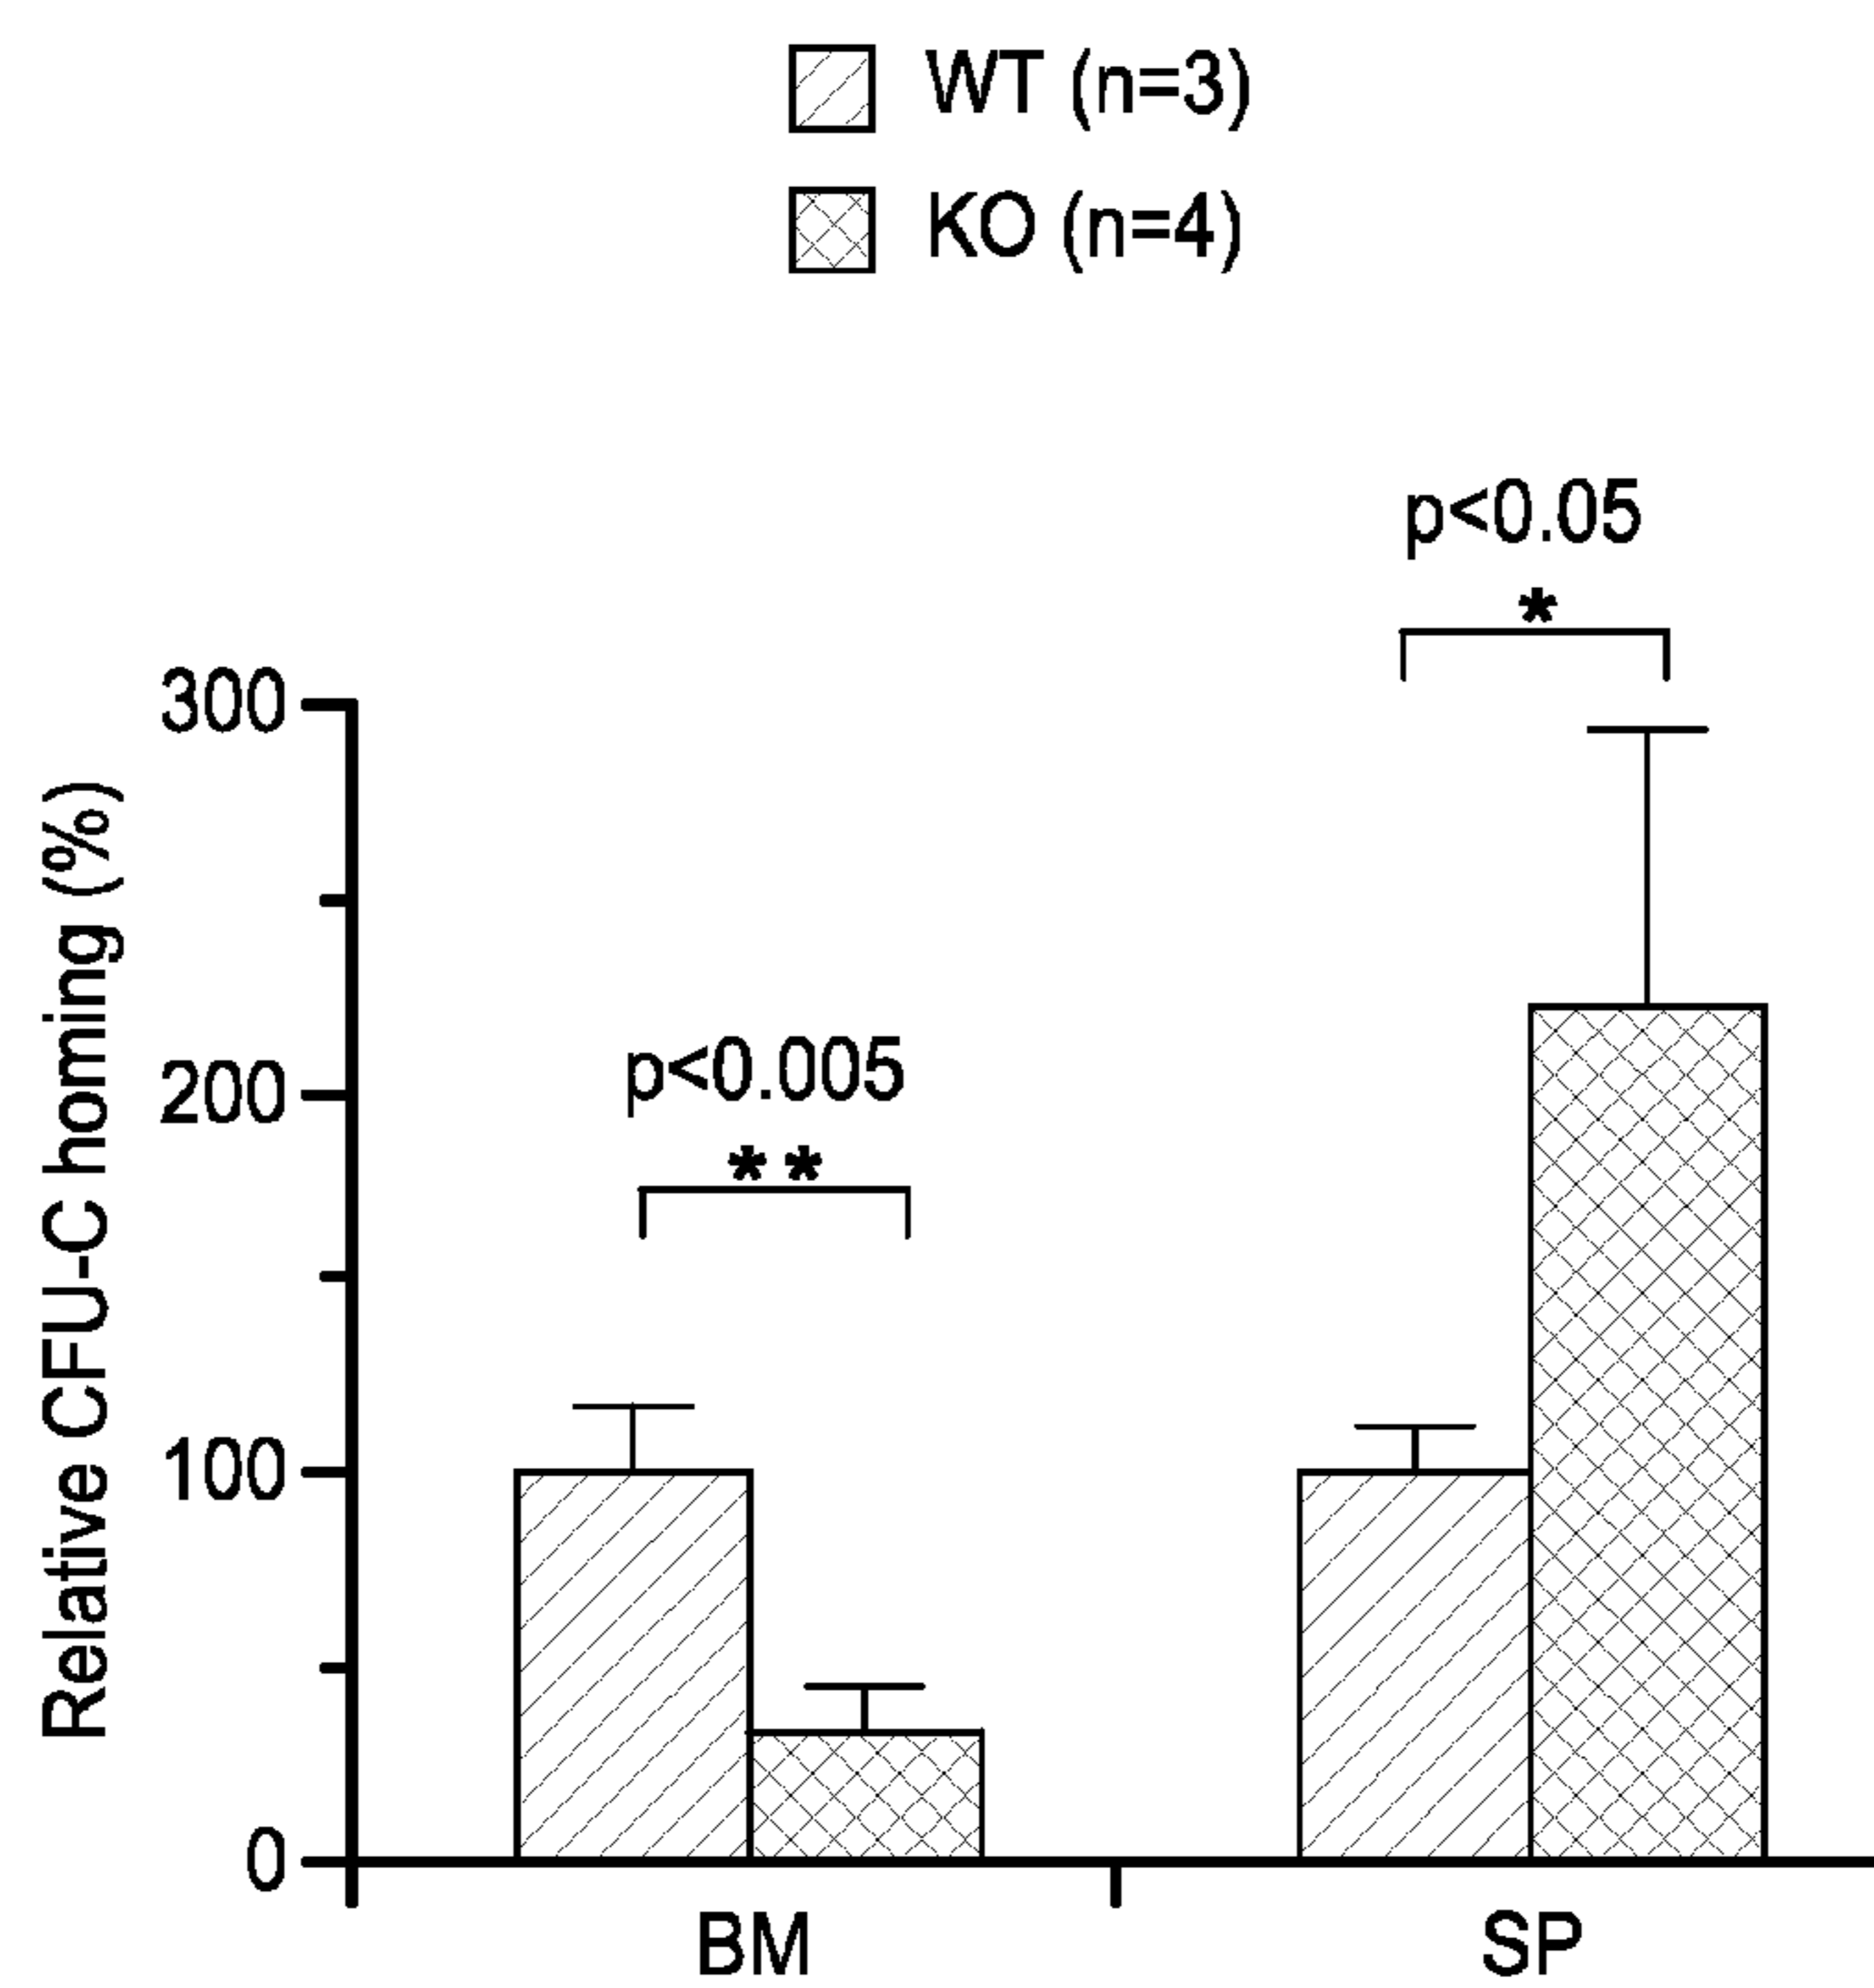 WT (n=3)
KO (n=4)
p<0.05
*
300
p<0.005
**
200
100
0
Relative CFU-C homing (%)
BM
SP